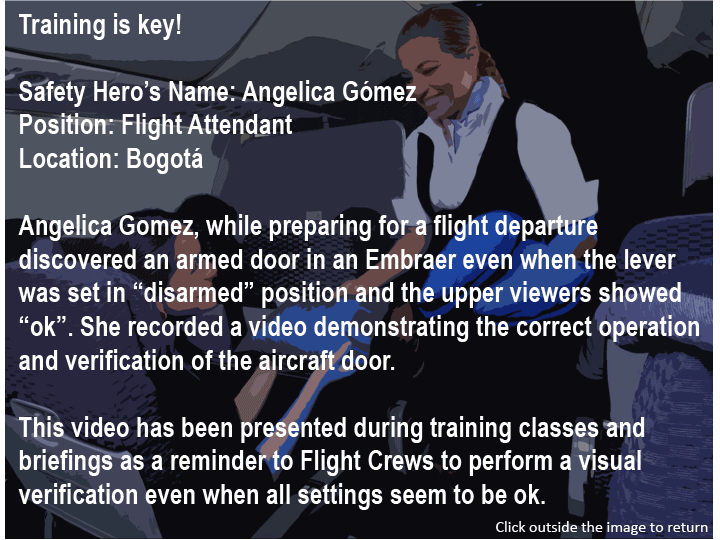 Training is key!
Safety Hero’s Name: Angelica Gómez
Position: Flight Attendant
Location: Bogotá
Angelica Gomez, while preparing for a flight departure
discovered an armed door in an Embraer even when the lever
was set in “disarmed” position and the upper viewers showed
“ok”. She recorded a video demonstrating the correct operation
and verification of the aircraft door.
This video has been presented during training classes and
briefings as a reminder to Flight Crews to perform a visual
verification even when all settings seem to be ok.
Click outside the image to return